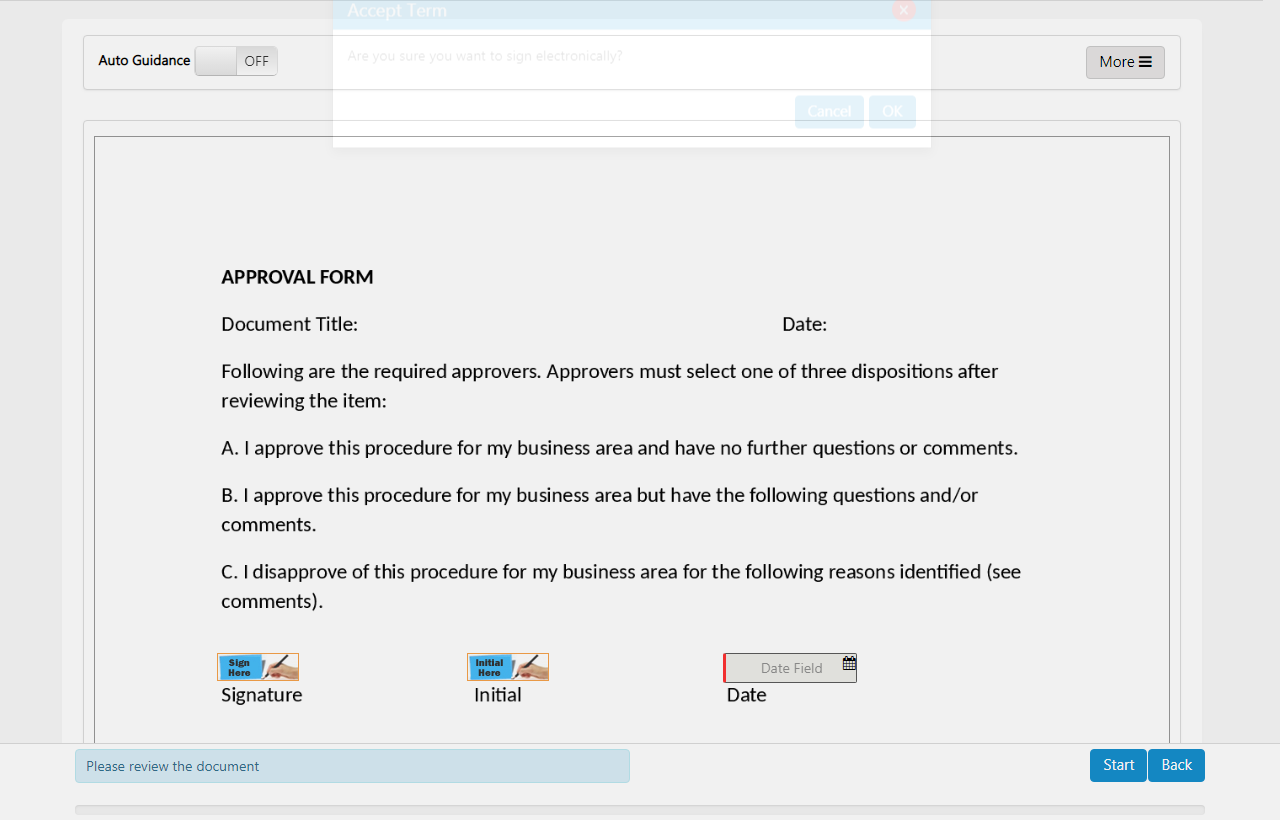 Accept Term
Are you sure you want to sign electronically?
Cancel OK
Auto Guidance OFF More
APPROVAL FORM
Document Title: Date:
Following are the required approvers. Approvers must select one of three dispositions after
reviewing the item:
A. I approve this procedure for my business area and have no further questions or comments.
B. I approve this procedure for my business area but have the following questions and/or
comments.
C. I disapprove of this procedure for my business area for the following reasons identified (see
comments).
Sign
Here
Initial
Here
Date Field
Signature Initial Date
Please review the document Start Back